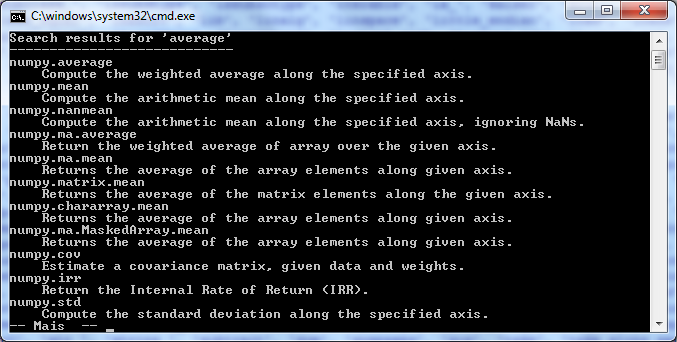 C:\windows\system32\cmd.exe
Search results for 'average'
----------------------------
numpy.average
    Compute the weighted average along the specified axis.
numpy.mean
    Compute the arithmetic mean along the specified axis.
numpy.nanmean
    Compute the arithmetic mean along the specified axis, ignoring NaNs.
numpy.ma.average
    Return the weighted average of array over the given axis.
numpy.ma.mean
    Returns the average of the array elements along given axis.
numpy.matrix.mean
    Returns the average of the matrix elements along the given axis.
numpy.chararray.mean
    Returns the average of the array elements along given axis.
numpy.ma.MaskedArray.mean
    Returns the average of the array elements along given axis.
numpy.cov
    Estimate a covariance matrix, given data and weights.
numpy.irr
    Return the Internal Rate of Return (IRR).
numpy.std
    Compute the standard deviation along the specified axis.
-- Mais  -- _